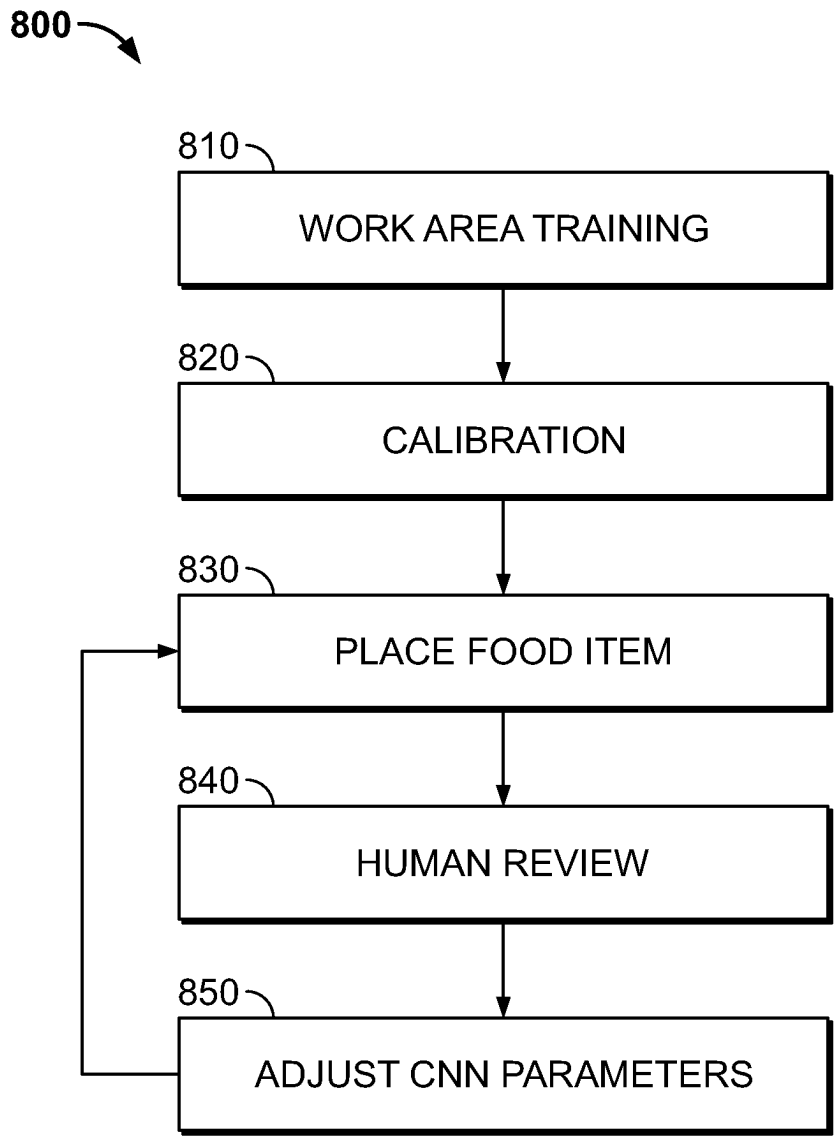 800
810
WORK AREA TRAINING
820
CALIBRATION
830
PLACE FOOD ITEM
840
HUMAN REVIEW
850
ADJUST CNN PARAMETERS